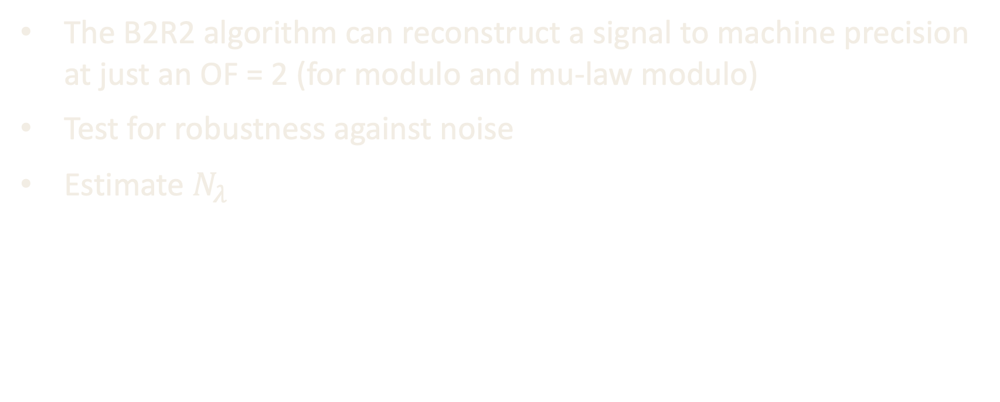 • The B2R2 algorithm can reconstruct a signal to machine precision
at just an OF = 2 (for modulo and mu-law modulo)
• Test for robustness against noise
• Estimate N_λ